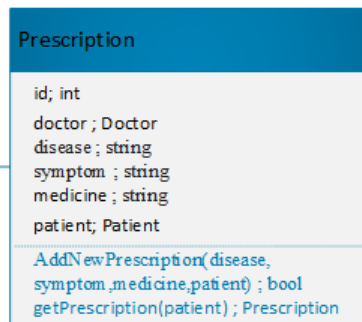 Prescription
id; int
doctor ; Doctor
disease ; string
symptom ; string
medicine ; string
patient; Patient
AddNewPrescription(disease,
symptom ,medicine,patient) ; bool
getPrescription(patient) ; Prescription